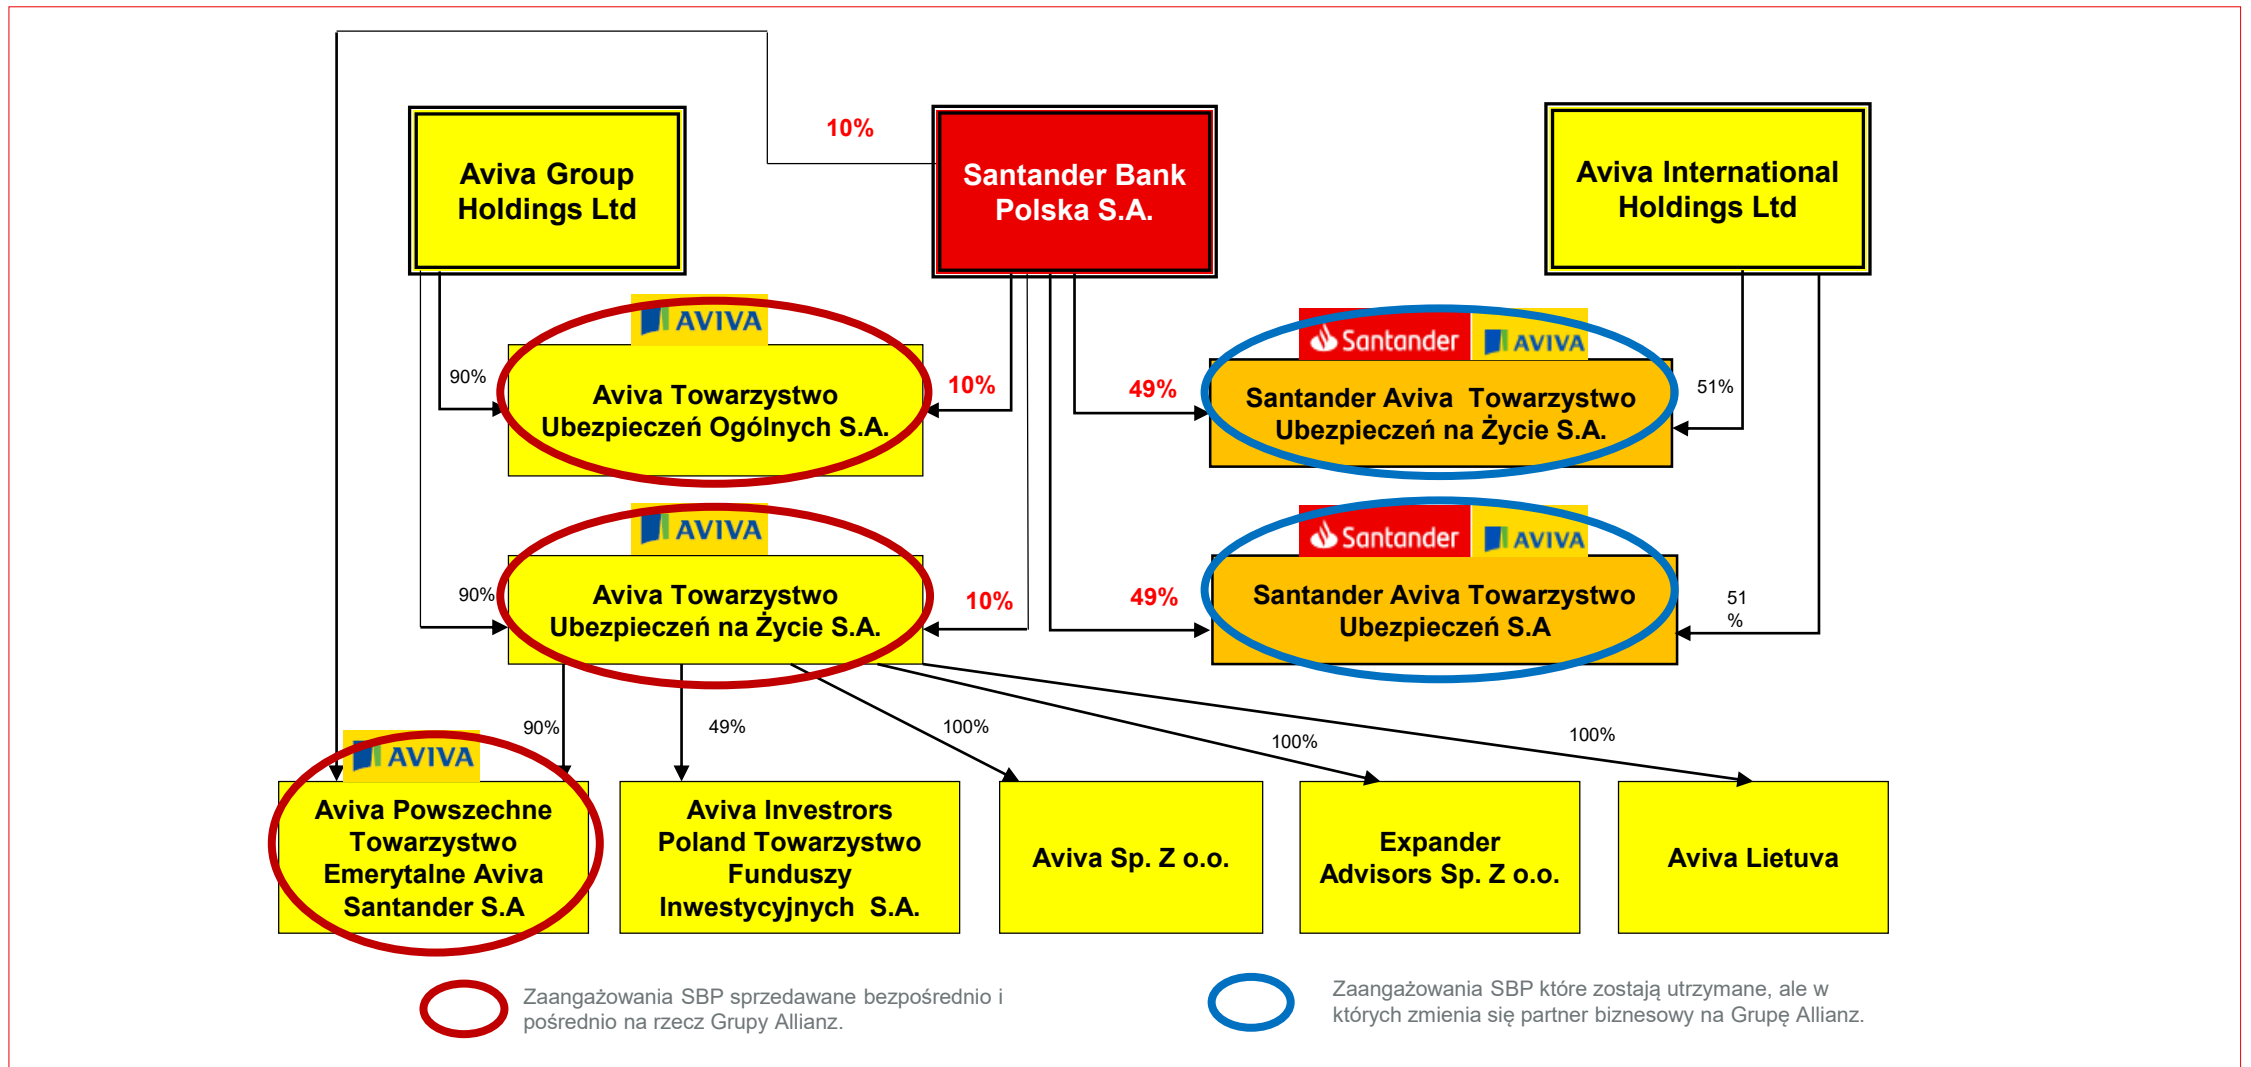 10%
Aviva Group
Holdings Ltd
Santander Bank
Polska S.A.
Aviva International
Holdings Ltd
AVIVA
90%
Aviva Towarzystwo
Ubezpieczeń Ogólnych S.A.
10%
49%
Santander AVIVA
Santander Aviva Towarzystwo
Ubezpieczeń na Życie S.A.
51%
AVIVA
90%
Aviva Towarzystwo
Ubezpieczeń na Życie S.A.
10%
49%
Santander AVIVA
Santander Aviva Towarzystwo
Ubezpieczeń S.A
51
%
90%
49%
100%
100%
100%
AVIVA
Aviva Powszechne
Towarzystwo
Emerytalne Aviva
Santander S.A
Aviva Investrors
Poland Towarzystwo
Funduszy
Inwestycyjnych S.A.
Aviva Sp. Z o.o.
Expander
Advisors Sp. Z o.o.
Aviva Lietuva
Zaangażowania SBP sprzedawane bezpośrednio i
pośrednio na rzecz Grupy Allianz.
Zaangażowania SBP które zostają utrzymane, ale w
których zmienia się partner biznesowy na Grupę Allianz.